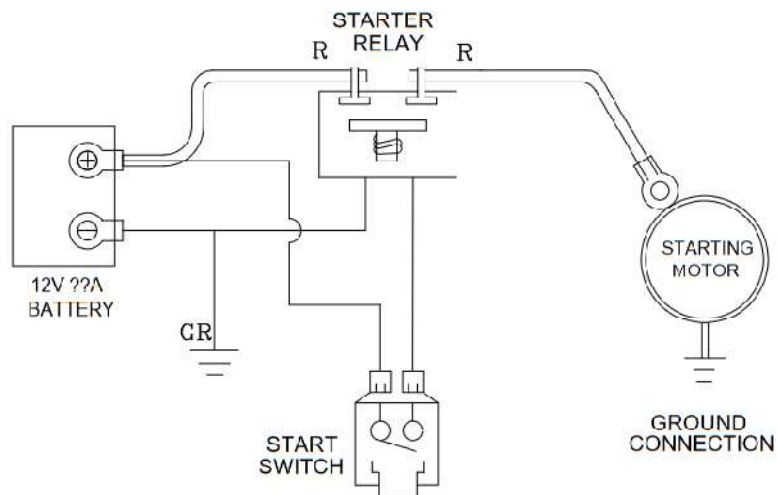 STARTER
RELAY
R
R
12V ??A
BATTERY
GR
STARTING
MOTOR
START
SWITCH
GROUND
CONNECTION